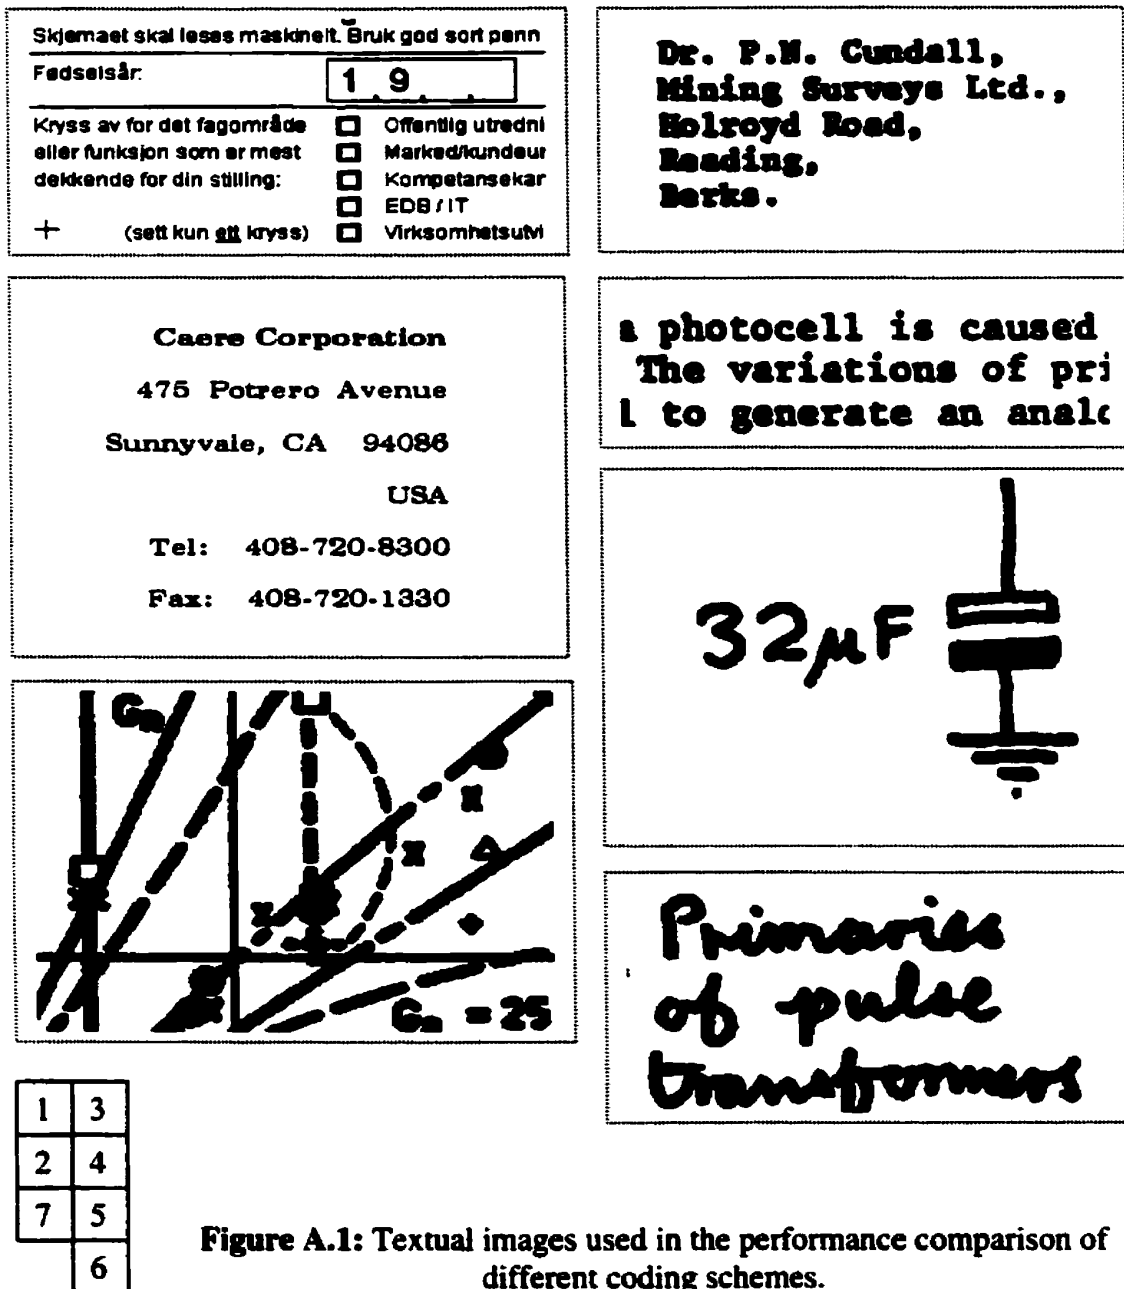 Skjemaet skal leses maskinelt. Bruk god sort penn
Fødselsår:
1 9
Kryss av for det fagområde
eller funksjon som er mest
dekkende for din stilling:
+ (sett kun ett kryss)
Offentlig utredni
Marked/kundeur
Kompetansekar
EDB / IT
Virksomhetsutvi
Caere Corporation
475 Potrero Avenue
Sunnyvale, CA 94086
USA
Tel: 408-720-8300
Fax: 408-720-1330
Gn
Gn = 25
Dr. P.N. Cundall,
Mining Surveys Ltd.,
Holroyd Road,
Reading,
Berks.
a photocell is caused
The variations of pri
l to generate an analo
32µF
Primaries
of pulse
transformers
1 3
2 4
7 5
6
Figure A.1: Textual images used in the performance comparison of
different coding schemes.